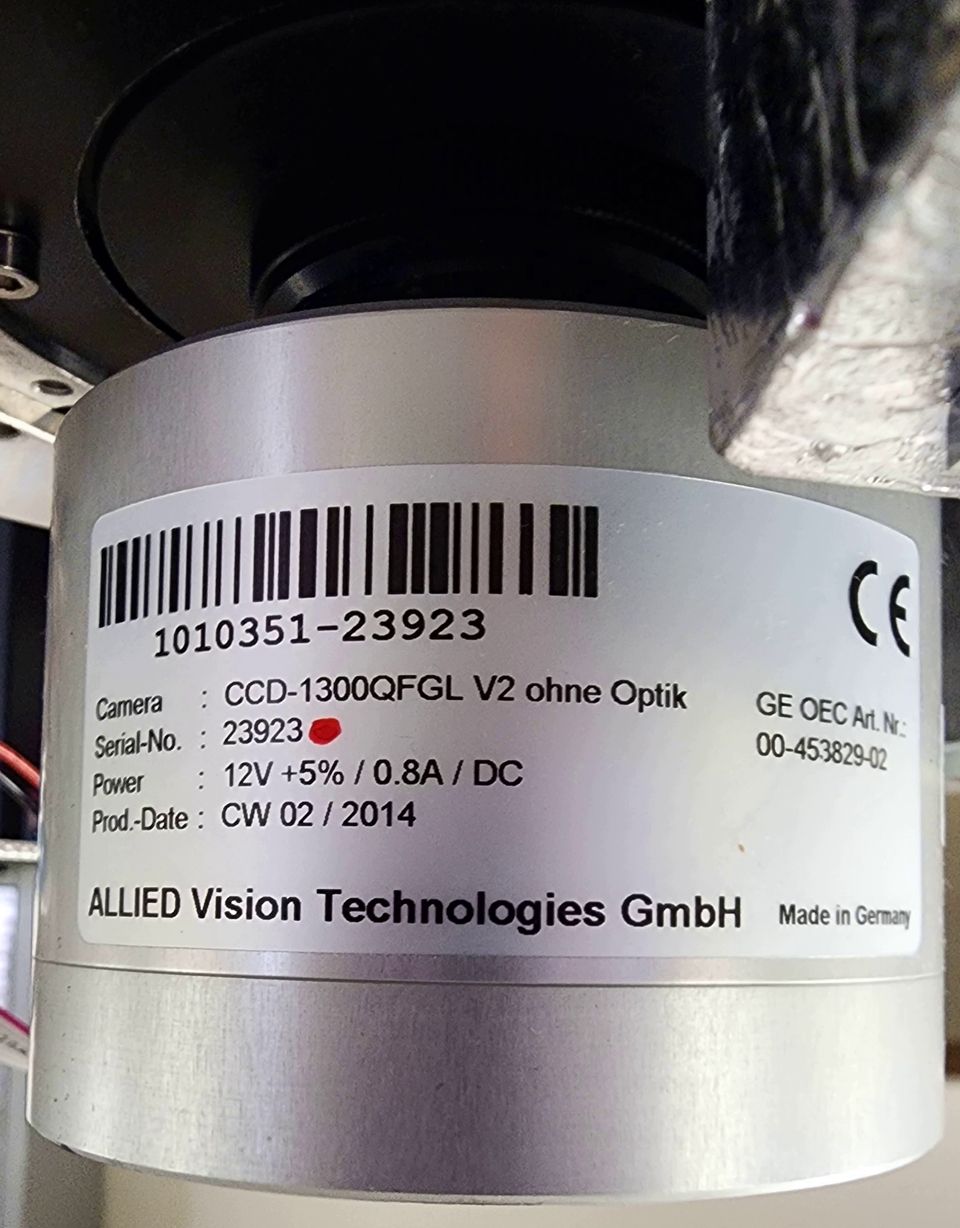 1010351-23923
CE
Camera : CCD-1300QFGL V2 ohne Optik
Serial-No. : 23923
Power : 12V +5% / 0.8A / DC
Prod.-Date : CW 02 / 2014
GE OEC Art. Nr.:
00-453829-02
ALLIED Vision Technologies GmbH
Made in Germany